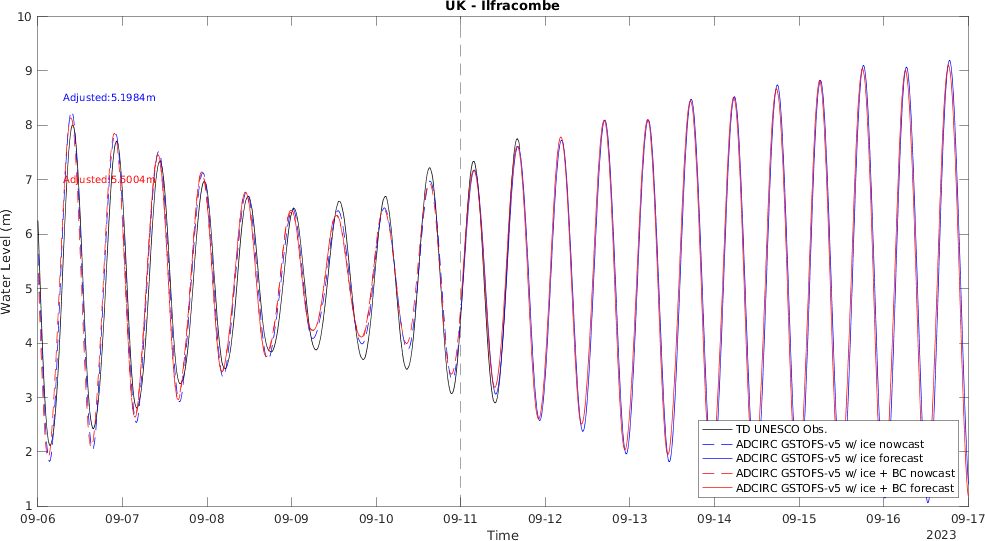 UK - Ilfracombe
10
9
8
7
6
5
4
3
2
1
Water Level (m)
Adjusted:5.1984m
Adjusted:5.6004m
TD UNESCO Obs.
ADCIRC GSTOFS-v5 w/ ice nowcast
ADCIRC GSTOFS-v5 w/ ice forecast
ADCIRC GSTOFS-v5 w/ ice + BC nowcast
ADCIRC GSTOFS-v5 w/ ice + BC forecast
09-06 09-07 09-08 09-09 09-10 09-11 09-12 09-13 09-14 09-15 09-16 09-17
Time
2023